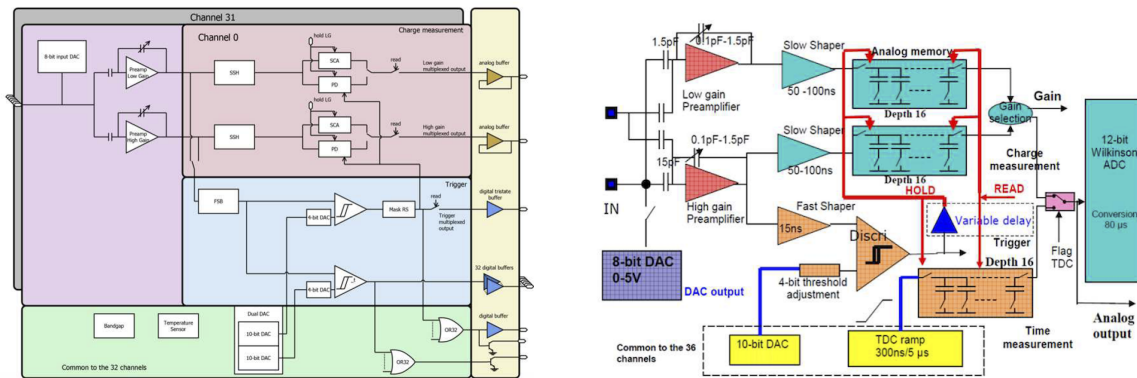 Channel 31
Channel 0
Charge measurement
8-bit input DAC
Preamp
Low Gain
SSH
hold LG
SCA
PD
read
Low gain
multiplexed output
analog buffer
Preamp
High Gain
SSH
hold LG
SCA
PD
read
High gain
multiplexed output
analog buffer
Trigger
FSB
4-bit DAC
Mask RS
read
Trigger
multiplexed
output
digital tristate
buffer
4-bit DAC
32 digital buffers
Bandgap
Temperature
Sensor
Dual DAC
10-bit DAC
10-bit DAC
OR32
OR32
digital buffer
Common to the 32 channels
1.5pF
0.1pF-1.5pF
Low gain
Preamplifier
Slow Shaper
50 -100ns
Analog memory
Depth 16
Gain
selection
Gain
15pF
0.1pF-1.5pF
High gain
Preamplifier
Slow Shaper
50-100ns
Depth 16
Charge
measurement
12-bit
Wilkinson
ADC
Conversion
80 µs
IN
HOLD
READ
Fast Shaper
15ns
Discri
Variable delay
Trigger
Depth 16
Flag
TDC
8-bit DAC
0-5V
DAC output
4-bit threshold
adjustment
Time
measurement
Analog
output
Common to the 36
channels
10-bit DAC
TDC ramp
300ns/5 µs